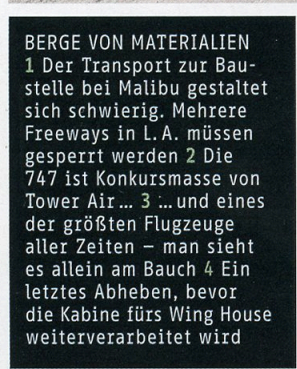 BERGE VON MATERIALIEN
1 Der Transport zur Bau-
stelle bei Malibu gestaltet
sich schwierig. Mehrere
Freeways in L. A. müssen
gesperrt werden 2 Die
747 ist Konkursmasse von
Tower Air ... 3 ... und eines
der größten Flugzeuge
aller Zeiten – man sieht
es allein am Bauch 4 Ein
letztes Abheben, bevor
die Kabine fürs Wing House
weiterverarbeitet wird